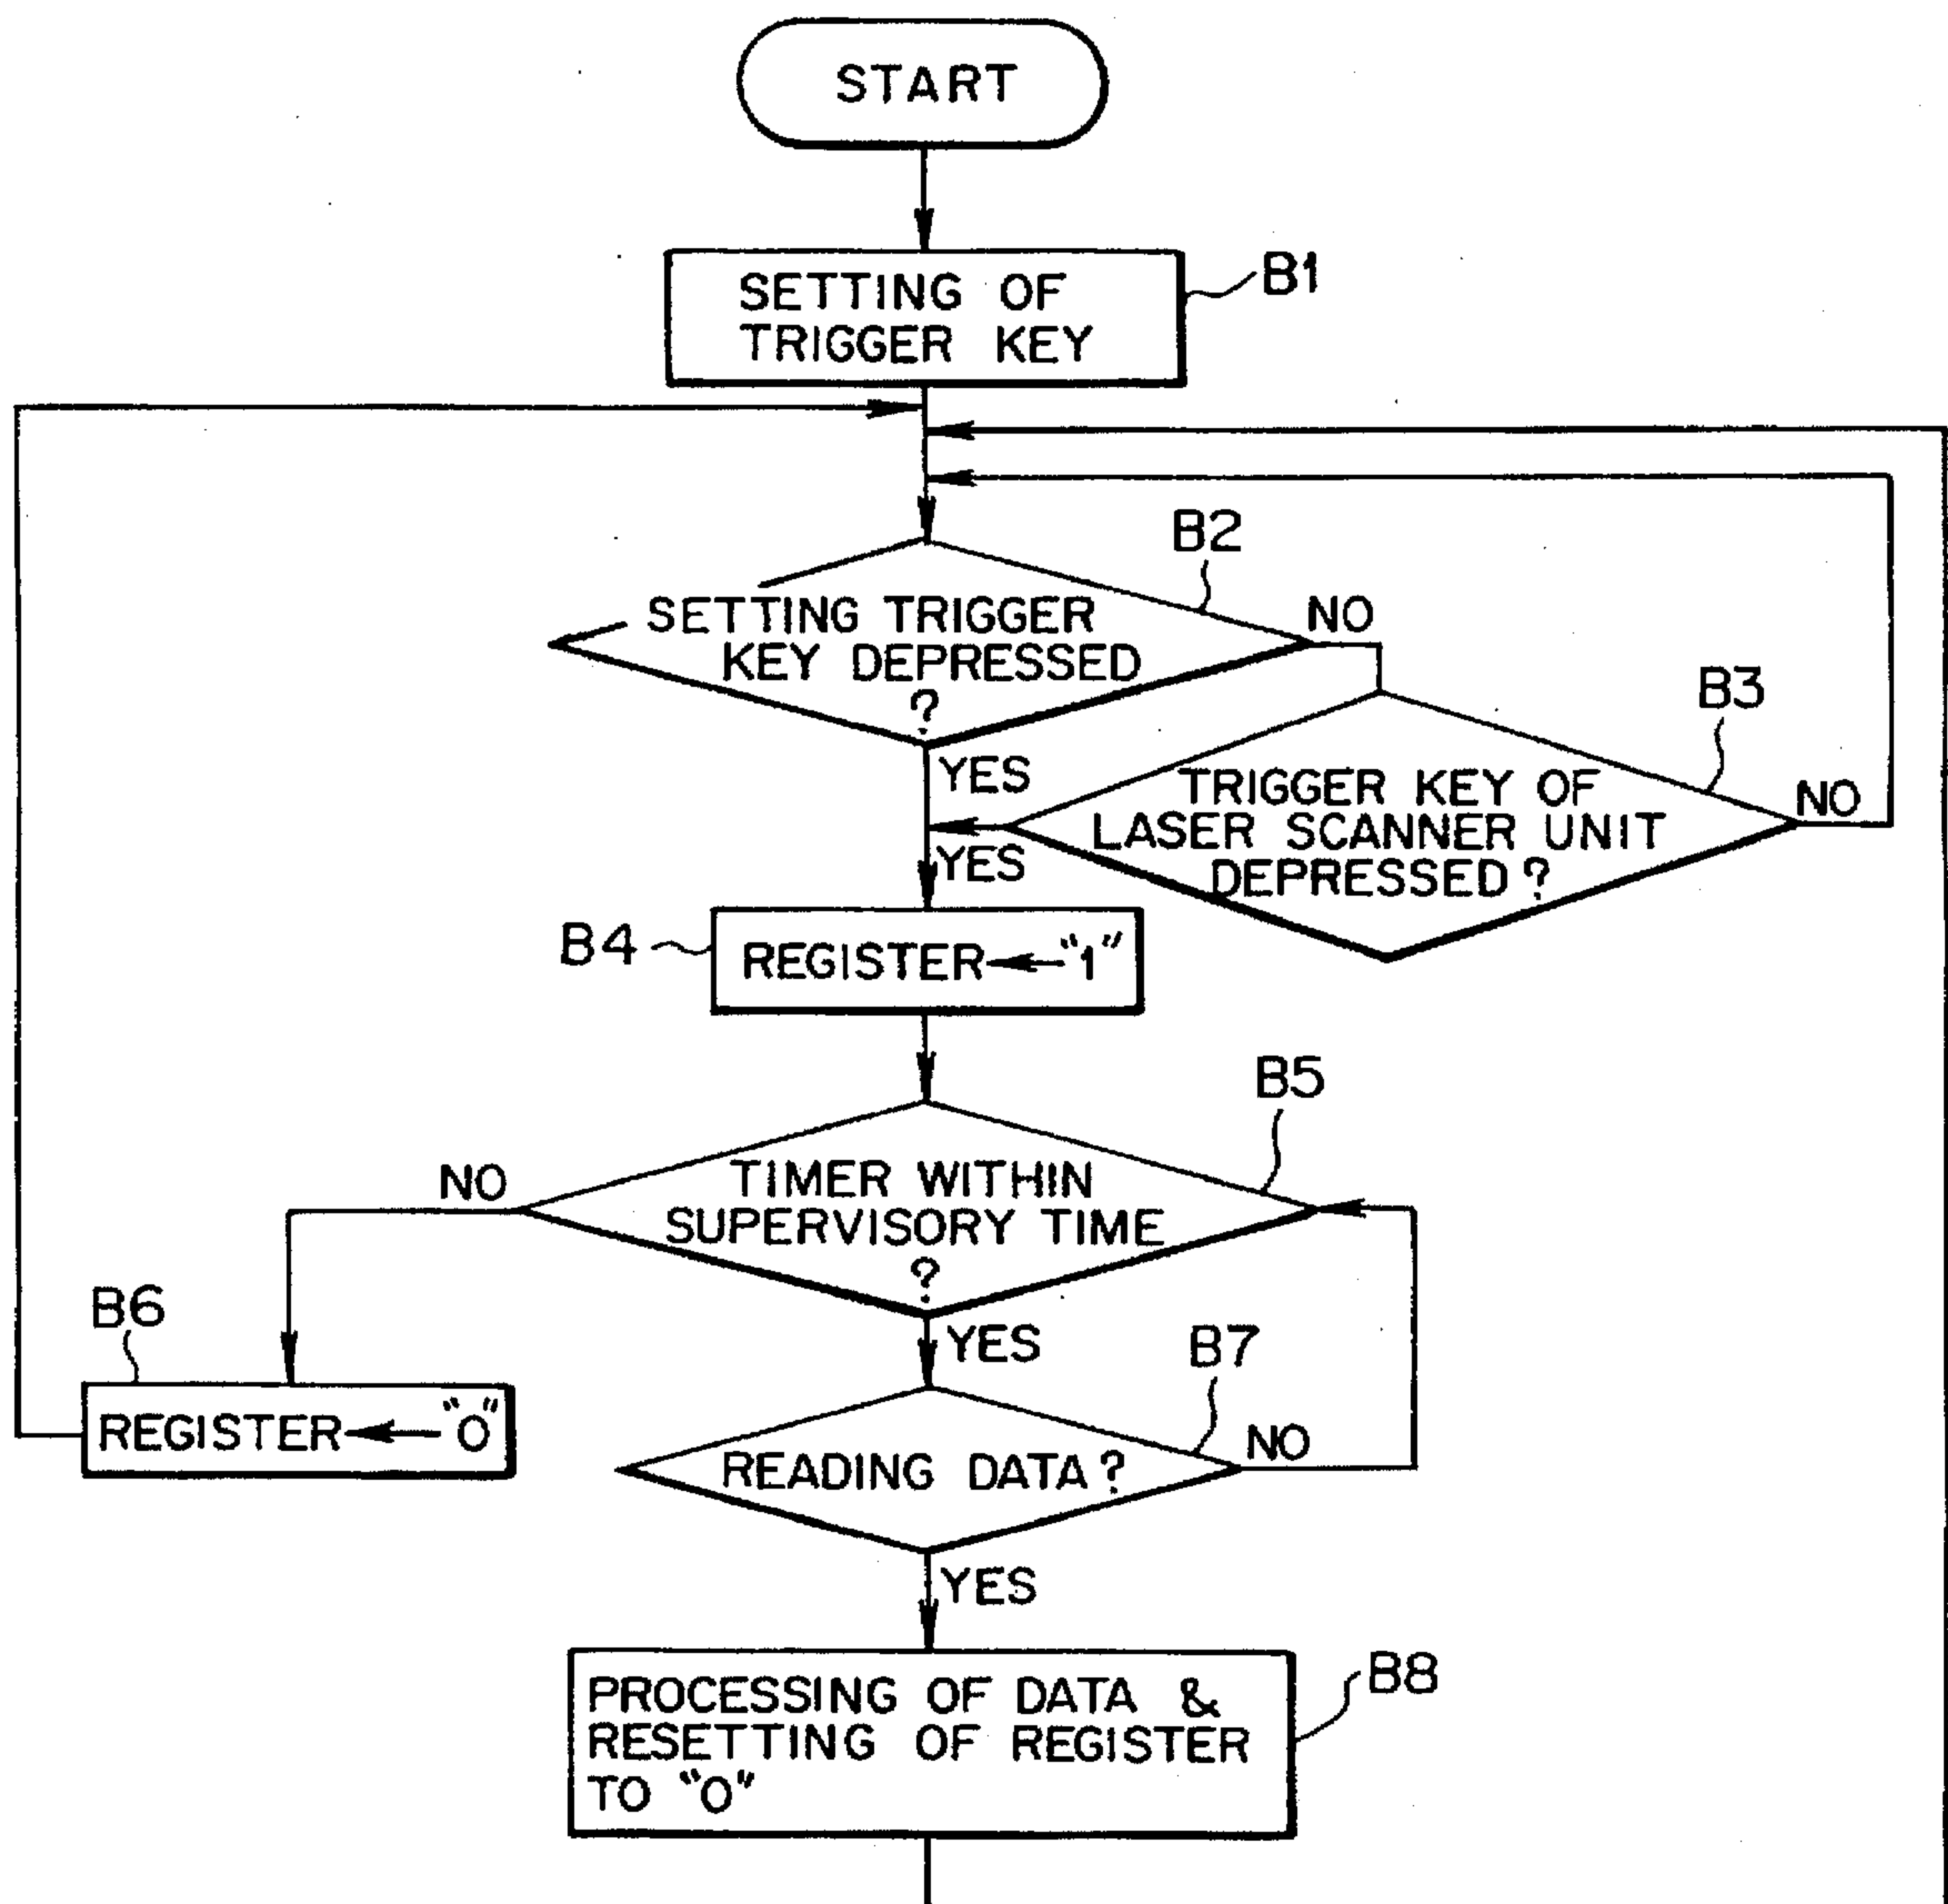 START
SETTING OF
TRIGGER KEY
B1
B2
SETTING TRIGGER
KEY DEPRESSED
?
NO
YES
B3
TRIGGER KEY OF
LASER SCANNER UNIT
DEPRESSED?
NO
YES
B4
REGISTER←"1"
B5
TIMER WITHIN
SUPERVISORY TIME
?
NO
YES
B6
REGISTER←"0"
B7
READING DATA?
NO
YES
B8
PROCESSING OF DATA &
RESETTING OF REGISTER
TO "0"